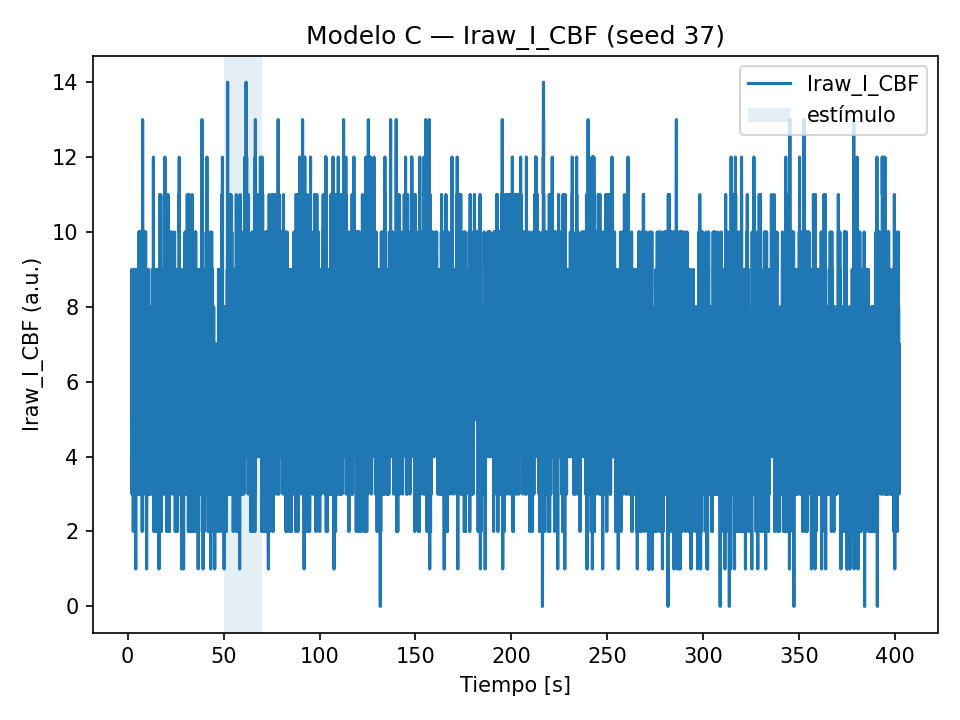 Modelo C — Iraw_I_CBF (seed 37)
Iraw_I_CBF
estímulo
Iraw_I_CBF (a.u.)
14
12
10
8
6
4
2
0
0 50 100 150 200 250 300 350 400
Tiempo [s]